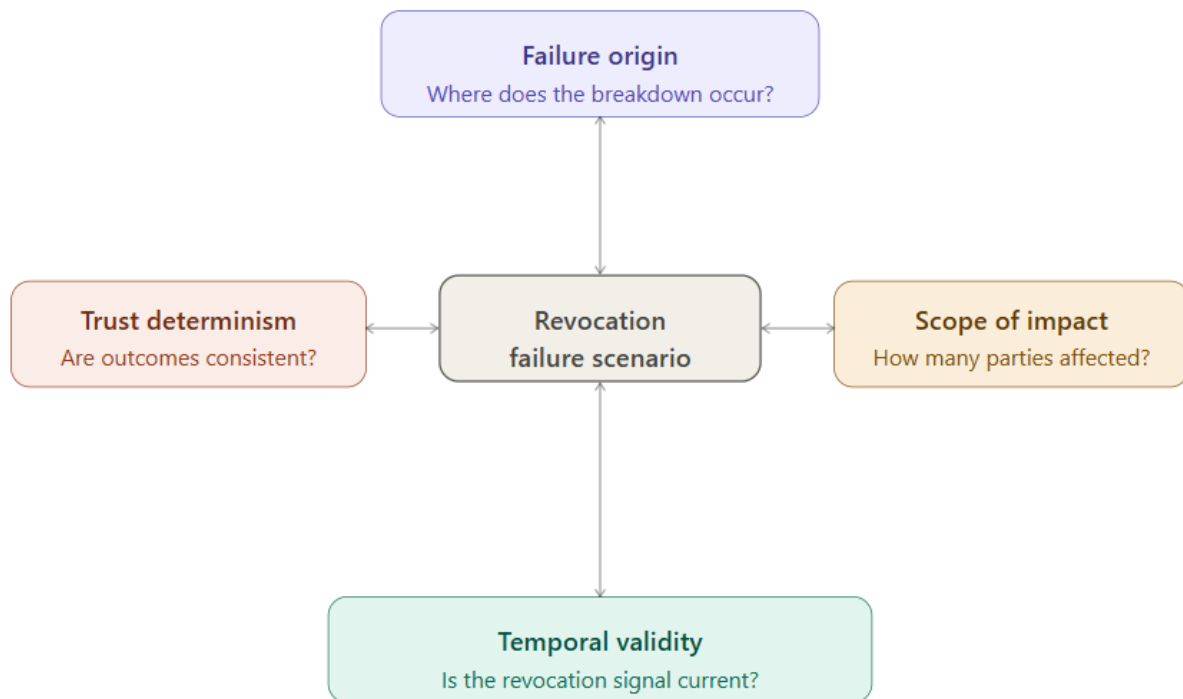 Failure origin
Where does the breakdown occur?
Trust determinism
Are outcomes consistent?
Revocation
failure scenario
Scope of impact
How many parties affected?
Temporal validity
Is the revocation signal current?